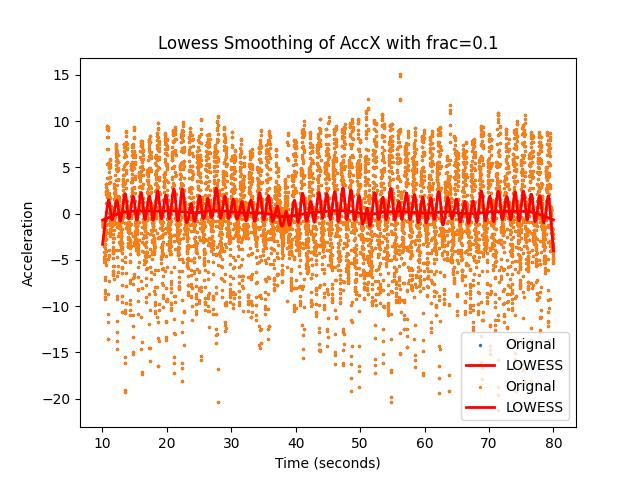 Lowess Smoothing of AccX with frac=0.1
15
10
5
0
−5
−10
−15
−20
Acceleration
Orignal
LOWESS
Orignal
LOWESS
10 20 30 40 50 60 70 80
Time (seconds)